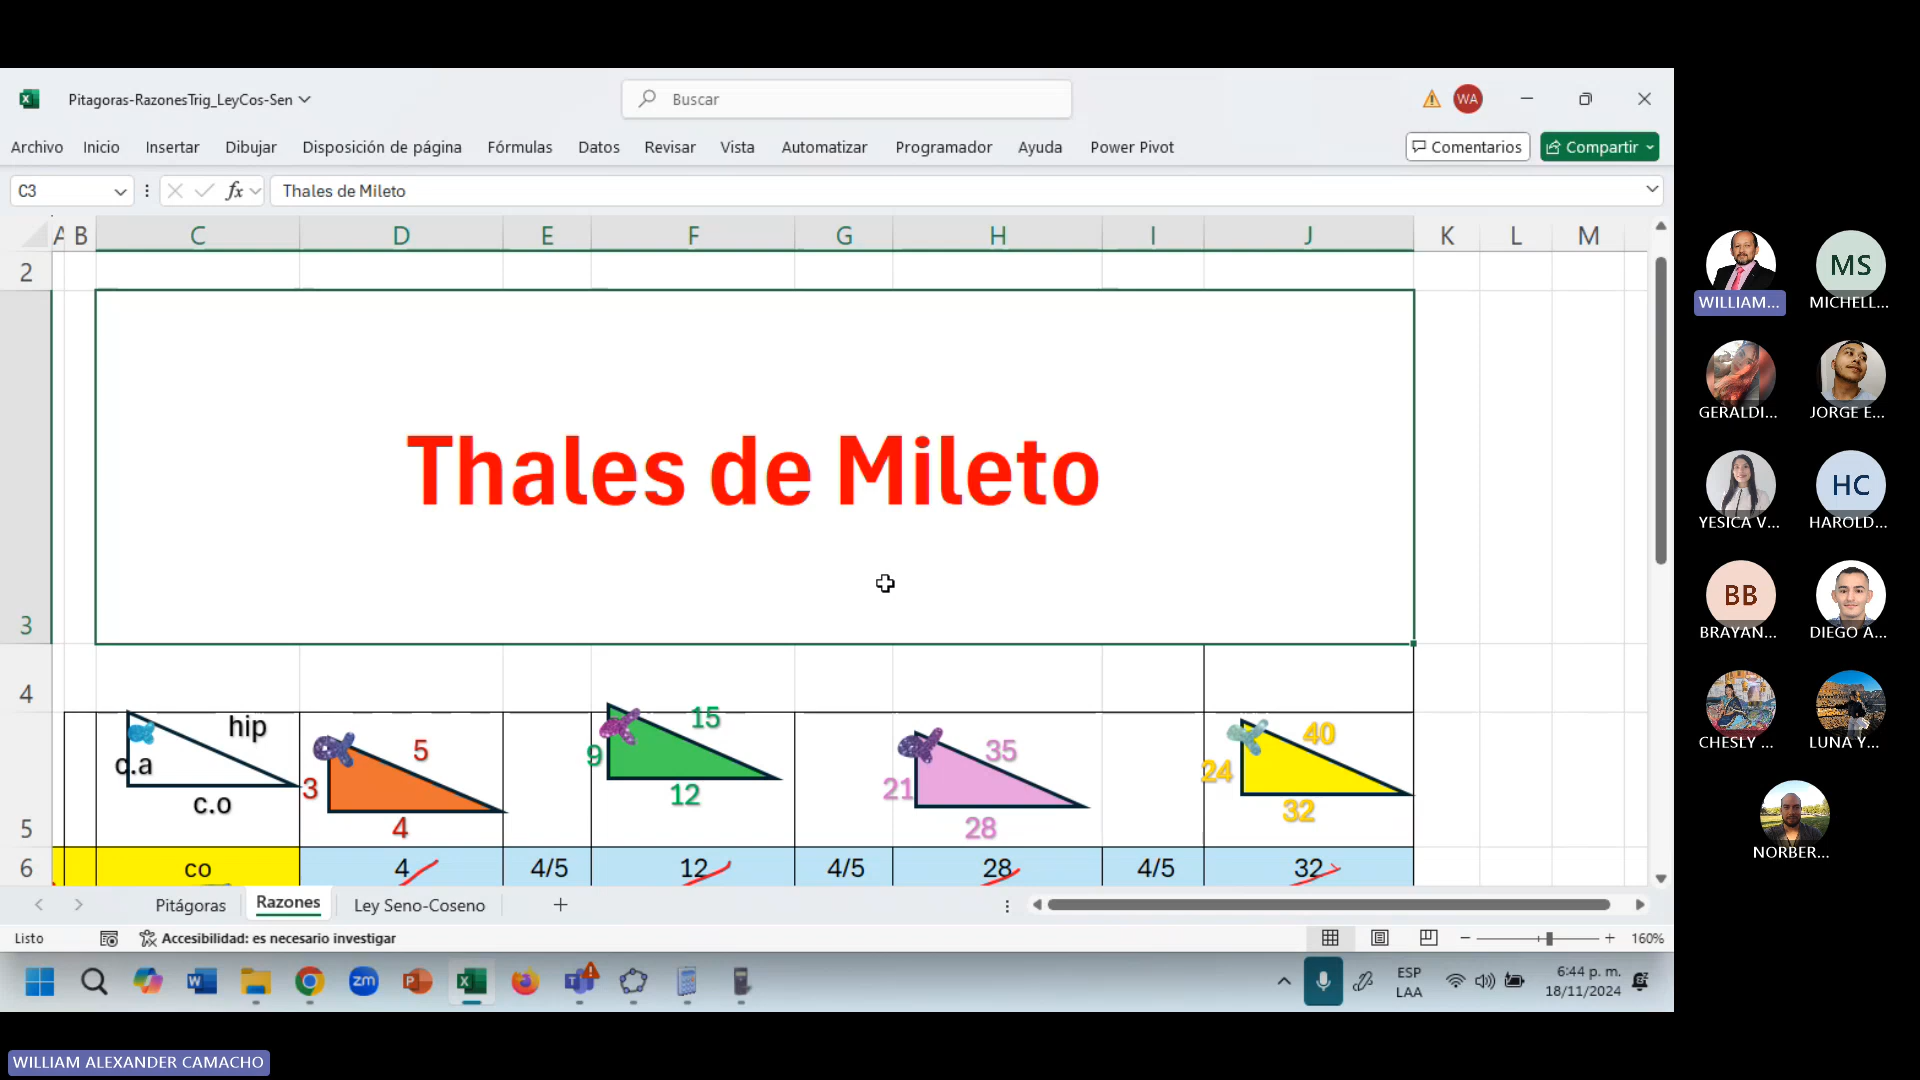 Pitagoras-RazonesTrig_LeyCos-Sen
Buscar
WA
Archivo Inicio Insertar Dibujar Disposición de página Fórmulas Datos Revisar Vista Automatizar Programador Ayuda Power Pivot Comentarios Compartir
C3 fx Thales de Mileto
A B C D E F G H I J K L M
2
3
Thales de Mileto
4
5
hip
c.a
c.o
5
3
4
15
9
12
35
21
28
40
24
32
6 co 4 4/5 12 4/5 28 4/5 32
Pitágoras Razones Ley Seno-Coseno
Listo Accesibilidad: es necesario investigar 160%
zm
ESP
LAA
6:44 p. m.
18/11/2024
WILLIAM...
MS
MICHELL...
GERALDI...
JORGE E...
YESICA V...
HC
HAROLD...
BB
BRAYAN...
DIEGO A...
CHESLY ...
LUNA Y...
NORBER...
WILLIAM ALEXANDER CAMACHO